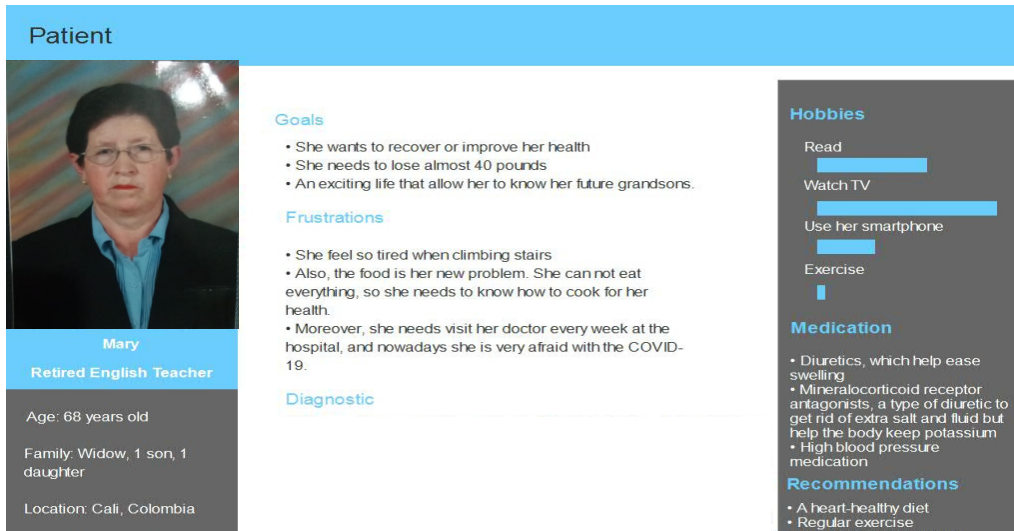 Patient
Mary
Retired English Teacher
Age: 68 years old
Family: Widow, 1 son, 1
daughter
Location: Cali, Colombia
Goals
• She wants to recover or improve her health
• She needs to lose almost 40 pounds
• An exciting life that allow her to know her future grandsons.
Frustrations
• She feel so tired when climbing stairs
• Also, the food is her new problem. She can not eat
everything, so she needs to know how to cook for her
health.
• Moreover, she needs visit her doctor every week at the
hospital, and nowadays she is very afraid with the COVID-
19.
Diagnostic
Hobbies
Read
Watch TV
Use her smartphone
Exercise
Medication
• Diuretics, which help ease
swelling
• Mineralocorticoid receptor
antagonists, a type of diuretic to
get rid of extra salt and fluid but
help the body keep potassium
• High blood pressure
medication
Recommendations
• A heart-healthy diet
• Regular exercise